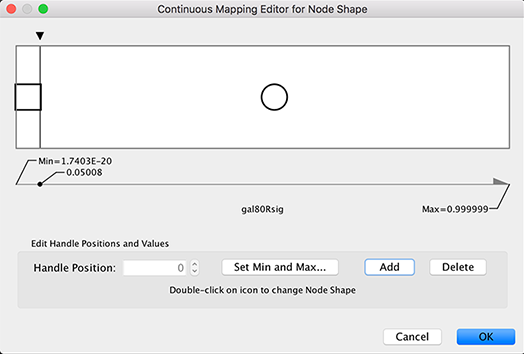 Continuous Mapping Editor for Node Shape
Min=1.7403E-20
0.05008
gal80Rsig
Max=0.999999
Edit Handle Positions and Values
Handle Position: 0 Set Min and Max... Add Delete
Double-click on icon to change Node Shape
Cancel OK